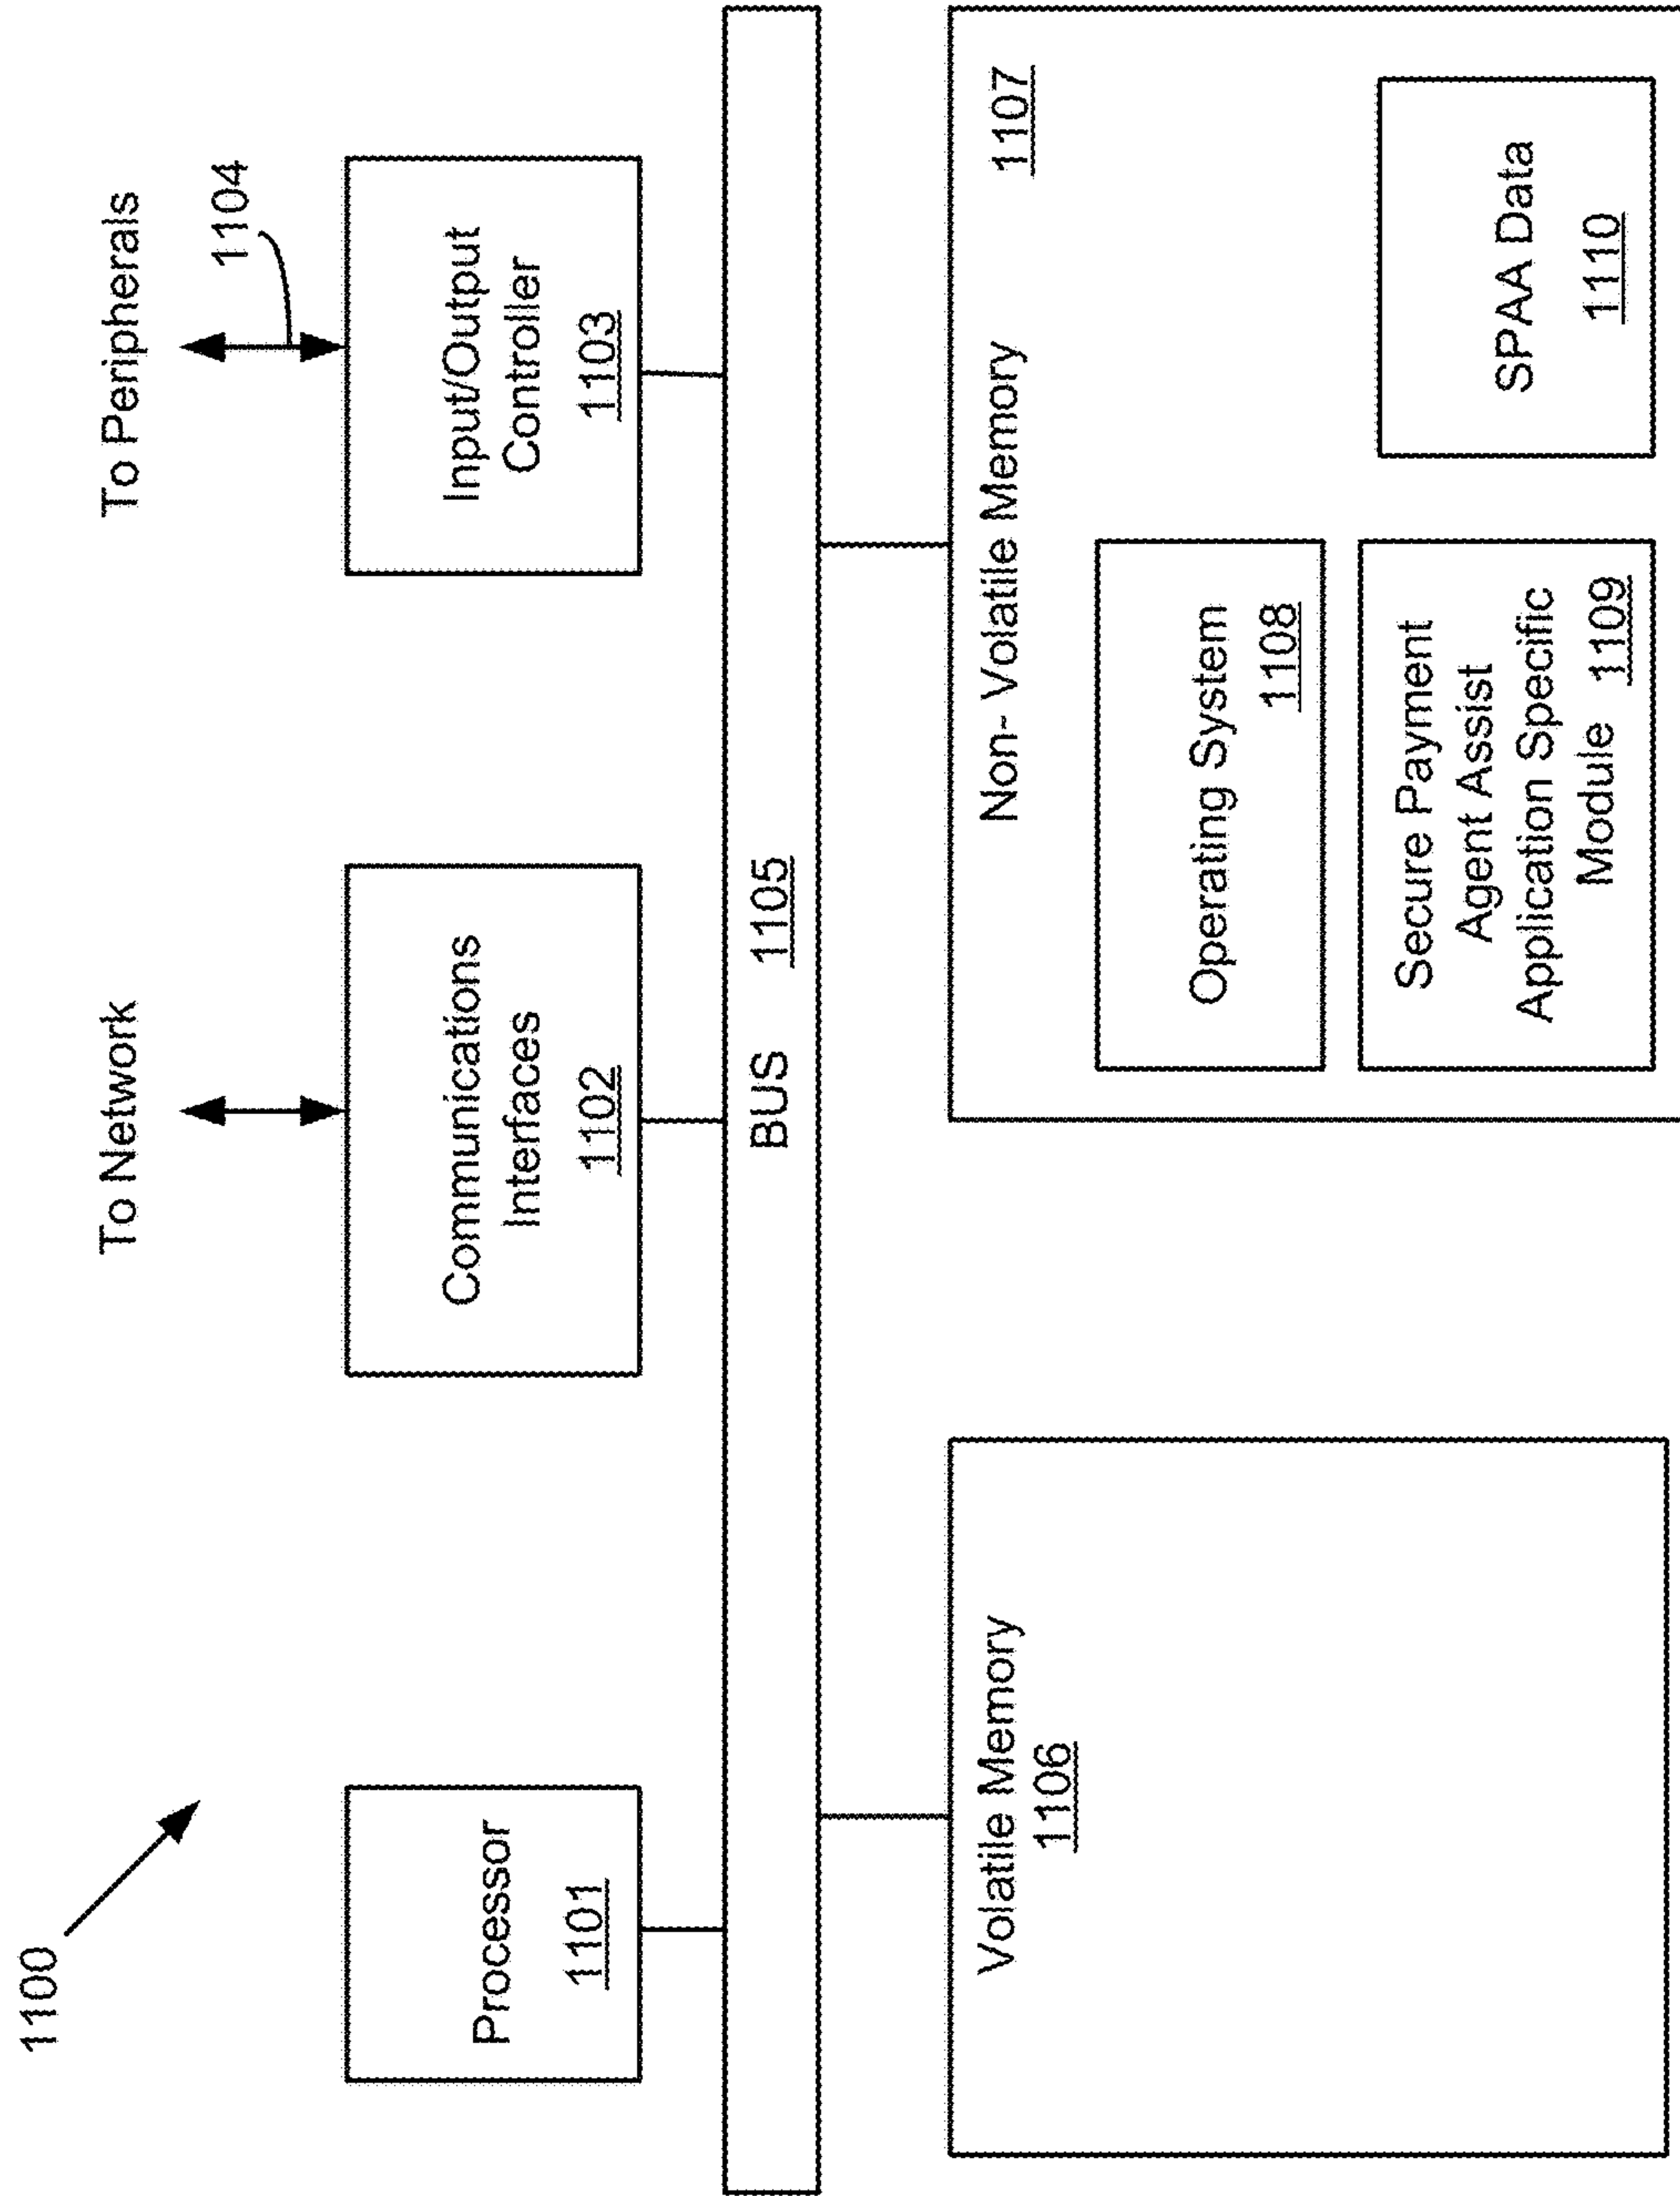 1100
To Network
To Peripherals
1104
Processor
1101
Communications
Interfaces
1102
Input/Output
Controller
1103
BUS 1105
Volatile Memory
1106
Non- Volatile Memory
1107
Operating System
1108
Secure Payment
Agent Assist
Application Specific
Module 1109
SPAA Data
1110